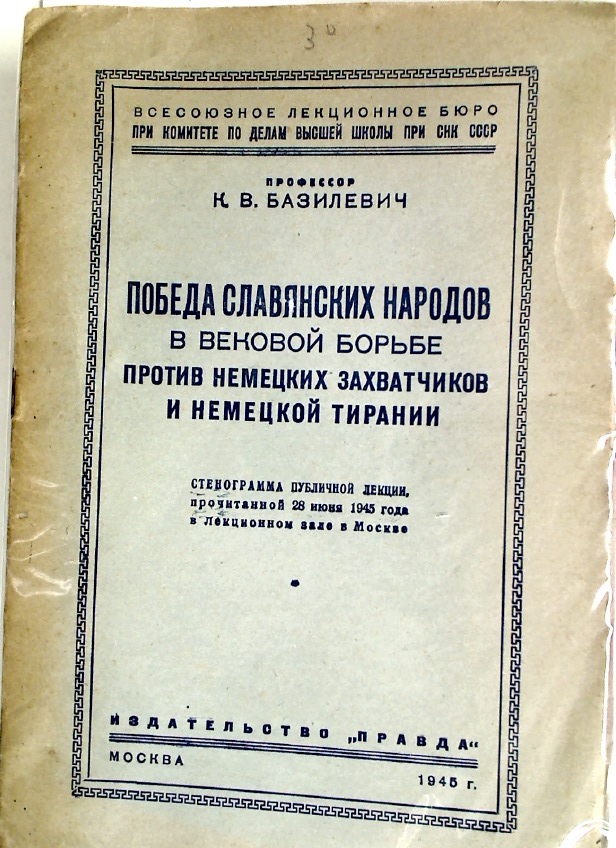 3⁰
ВСЕСОЮЗНОЕ ЛЕКЦИОННОЕ БЮРО
ПРИ КОМИТЕТЕ ПО ДЕЛАМ ВЫСШЕЙ ШКОЛЫ ПРИ СНК СССР
ПРОФЕССОР
К. В. БАЗИЛЕВИЧ
ПОБЕДА СЛАВЯНСКИХ НАРОДОВ
В ВЕКОВОЙ БОРЬБЕ
ПРОТИВ НЕМЕЦКИХ ЗАХВАТЧИКОВ
И НЕМЕЦКОЙ ТИРАНИИ
СТЕНОГРАММА ПУБЛИЧНОЙ ЛЕКЦИИ,
прочитанной 28 июня 1945 года
в Лекционном зале в Москве
ИЗДАТЕЛЬСТВО „ПРАВДА“
МОСКВА
1945 г.